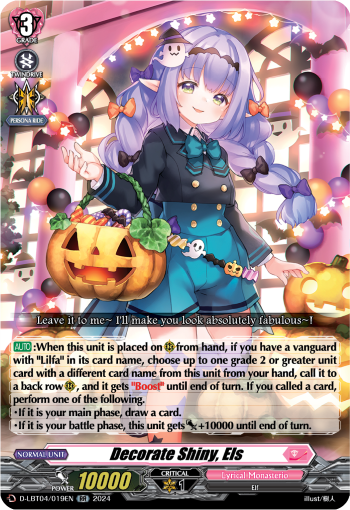 3
GRADE
TWINDRIVE
PERSONA RIDE
Leave it to me~ I'll make you look absolutely fabulous~!
AUTO :When this unit is placed on from hand, if you have a vanguard
with "Lilfa" in its card name, choose up to one grade 2 or greater unit
card with a different card name from this unit from your hand, call it to
a back row , and it gets "Boost" until end of turn. If you called a card,
perform one of the following.
•If it is your main phase, draw a card.
•If it is your battle phase, this unit gets +10000 until end of turn.
NORMAL UNIT
Decorate Shiny, Els
POWER 10000 CRITICAL 1 Lyrical Monasterio
Elf
D-LBT04/019EN RR 2024 illust/樹人